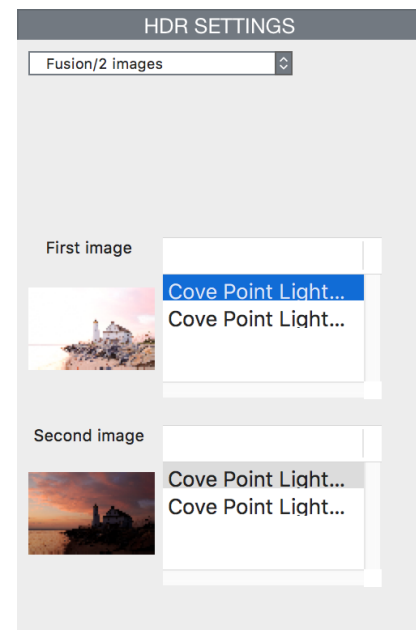 HDR SETTINGS
Fusion/2 images
First image
Cove Point Light...
Cove Point Light...
Second image
Cove Point Light...
Cove Point Light...